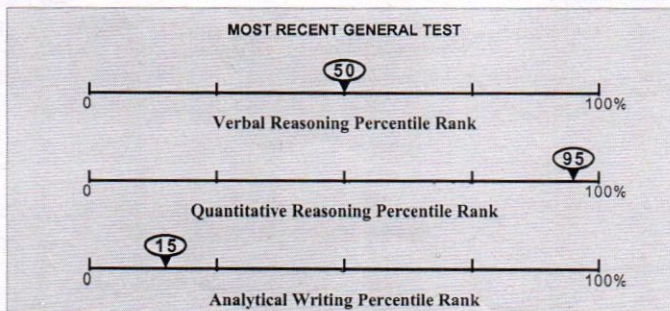 MOST RECENT GENERAL TEST
50
0 100%
Verbal Reasoning Percentile Rank
95
0 100%
Quantitative Reasoning Percentile Rank
15
0 100%
Analytical Writing Percentile Rank